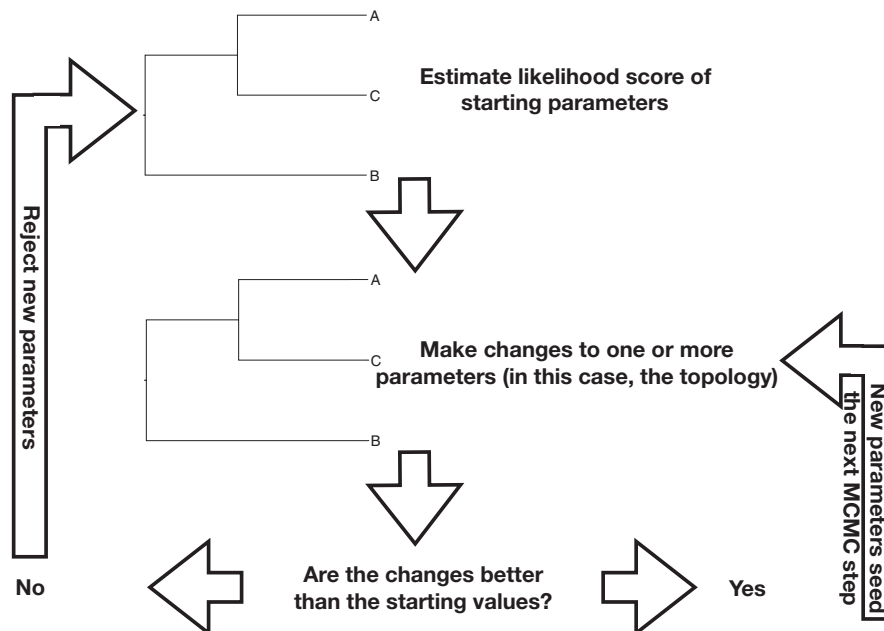 A
C
B
Estimate likelihood score of
starting parameters
Reject new parameters
A
C
B
Make changes to one or more
parameters (in this case, the topology)
New parameters seed
the next MCMC step
No
Are the changes better
than the starting values?
Yes